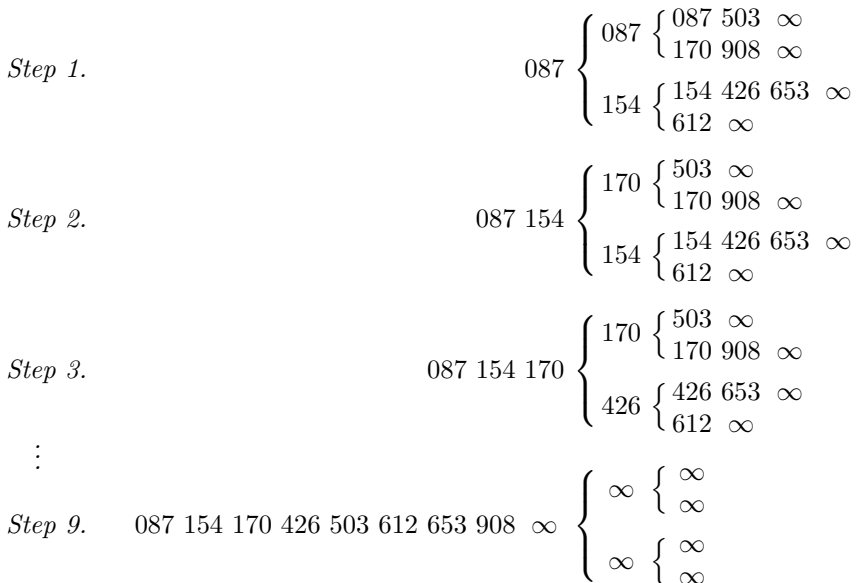 087 503 ∞
087
170 908 ∞
Step 1. 087
154 426 653 ∞
154
612 ∞
503 ∞
170
170 908 ∞
Step 2. 087 154
154 426 653 ∞
154
612 ∞
503 ∞
170
170 908 ∞
Step 3. 087 154 170
426 653 ∞
426
612 ∞
⋮
∞
∞
∞
Step 9. 087 154 170 426 503 612 653 908 ∞
∞
∞
∞